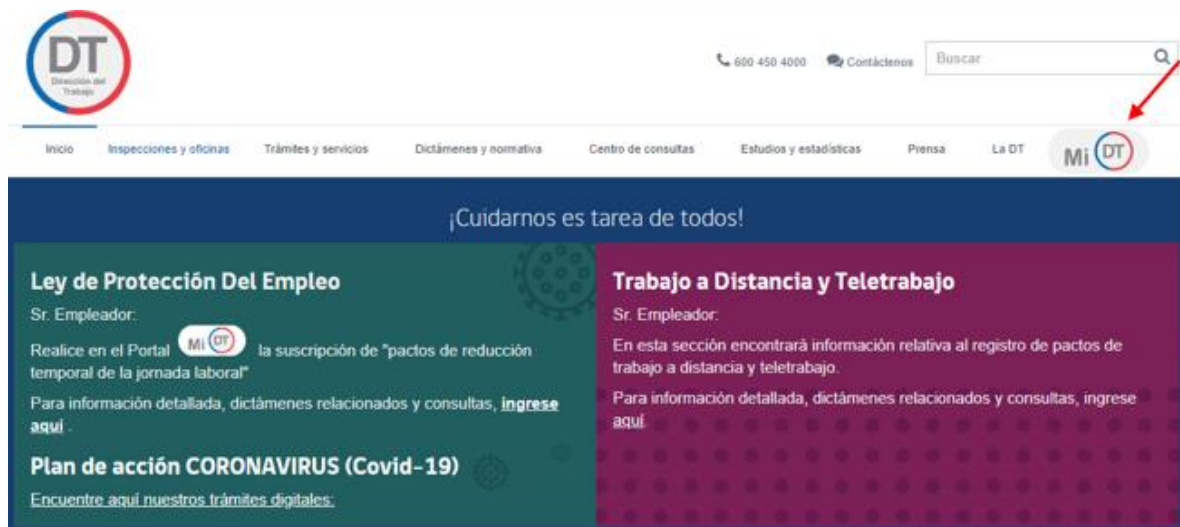 DT
Dirección del
Trabajo
600 450 4000 Contáctenos Buscar
Inicio Inspecciones y oficinas Trámites y servicios Dictámenes y normativa Centro de consultas Estudios y estadísticas Prensa La DT Mi DT
¡Cuidarnos es tarea de todos!
Ley de Protección Del Empleo
Sr. Empleador:
Realice en el Portal Mi DT la suscripción de "pactos de reducción
temporal de la jornada laboral"
Para información detallada, dictámenes relacionados y consultas, ingrese
aquí .
Plan de acción CORONAVIRUS (Covid-19)
Encuentre aquí nuestros trámites digitales:
Trabajo a Distancia y Teletrabajo
Sr. Empleador:
En esta sección encontrará información relativa al registro de pactos de
trabajo a distancia y teletrabajo.
Para información detallada, dictámenes relacionados y consultas, ingrese
aquí